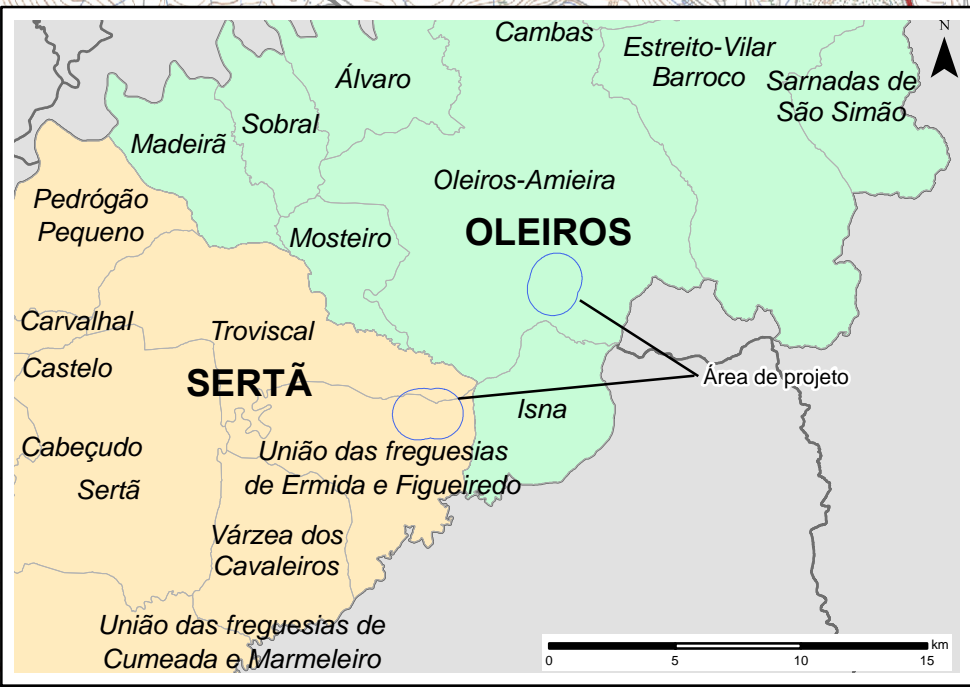 Cambas
N
Estreito-Vilar
Barroco
Álvaro
Sarnadas de
São Simão
Sobral
Madeirã
Oleiros-Amieira
Pedrógão
Pequeno
OLEIROS
Mosteiro
Carvalhal
Troviscal
Castelo
SERTÃ
Área de projeto
Isna
Cabeçudo
União das freguesias
de Ermida e Figueiredo
Sertã
Várzea dos
Cavaleiros
União das freguesias de
Cumeada e Marmeleiro
km
0 5 10 15